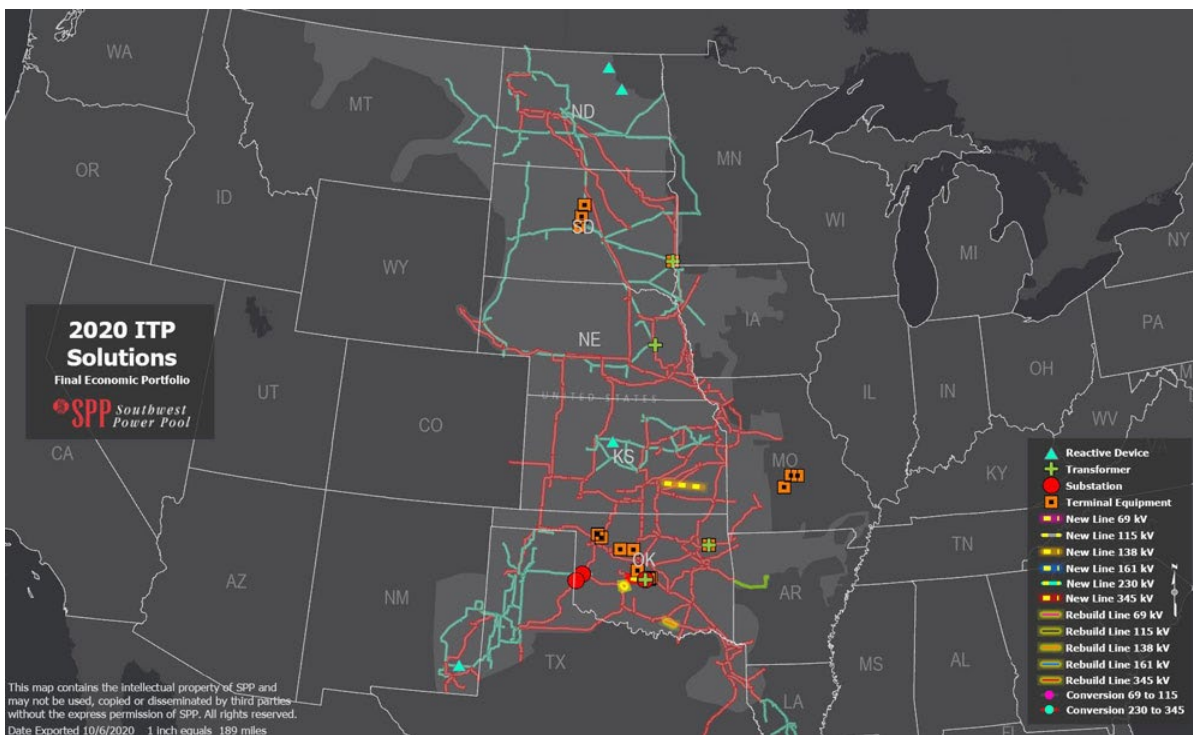 WA
MT
ND
MN
OR
ID
SD
WI
MI
NY
WY
IA
PA
2020 ITP
Solutions
Final Economic Portfolio
SPP Southwest
Power Pool
NE
UT
IL
IN
OH
CO
UNITED STATES
WV
VA
CA
KS
MO
KY
OK
TN
NC
AZ
NM
AR
TX
MS
AL
LA
Reactive Device
Transformer
Substation
Terminal Equipment
New Line 69 kV
New Line 115 kV
New Line 138 kV
New Line 161 kV
New Line 230 kV
New Line 345 kV
Rebuild Line 69 kV
Rebuild Line 115 kV
Rebuild Line 138 kV
Rebuild Line 161 kV
Rebuild Line 345 kV
Conversion 69 to 115
Conversion 230 to 345
N
This map contains the intellectual property of SPP and
may not be used, copied or disseminated by third parties
without the express permission of SPP. All rights reserved.
Date Exported 10/6/2020 1 inch equals 189 miles